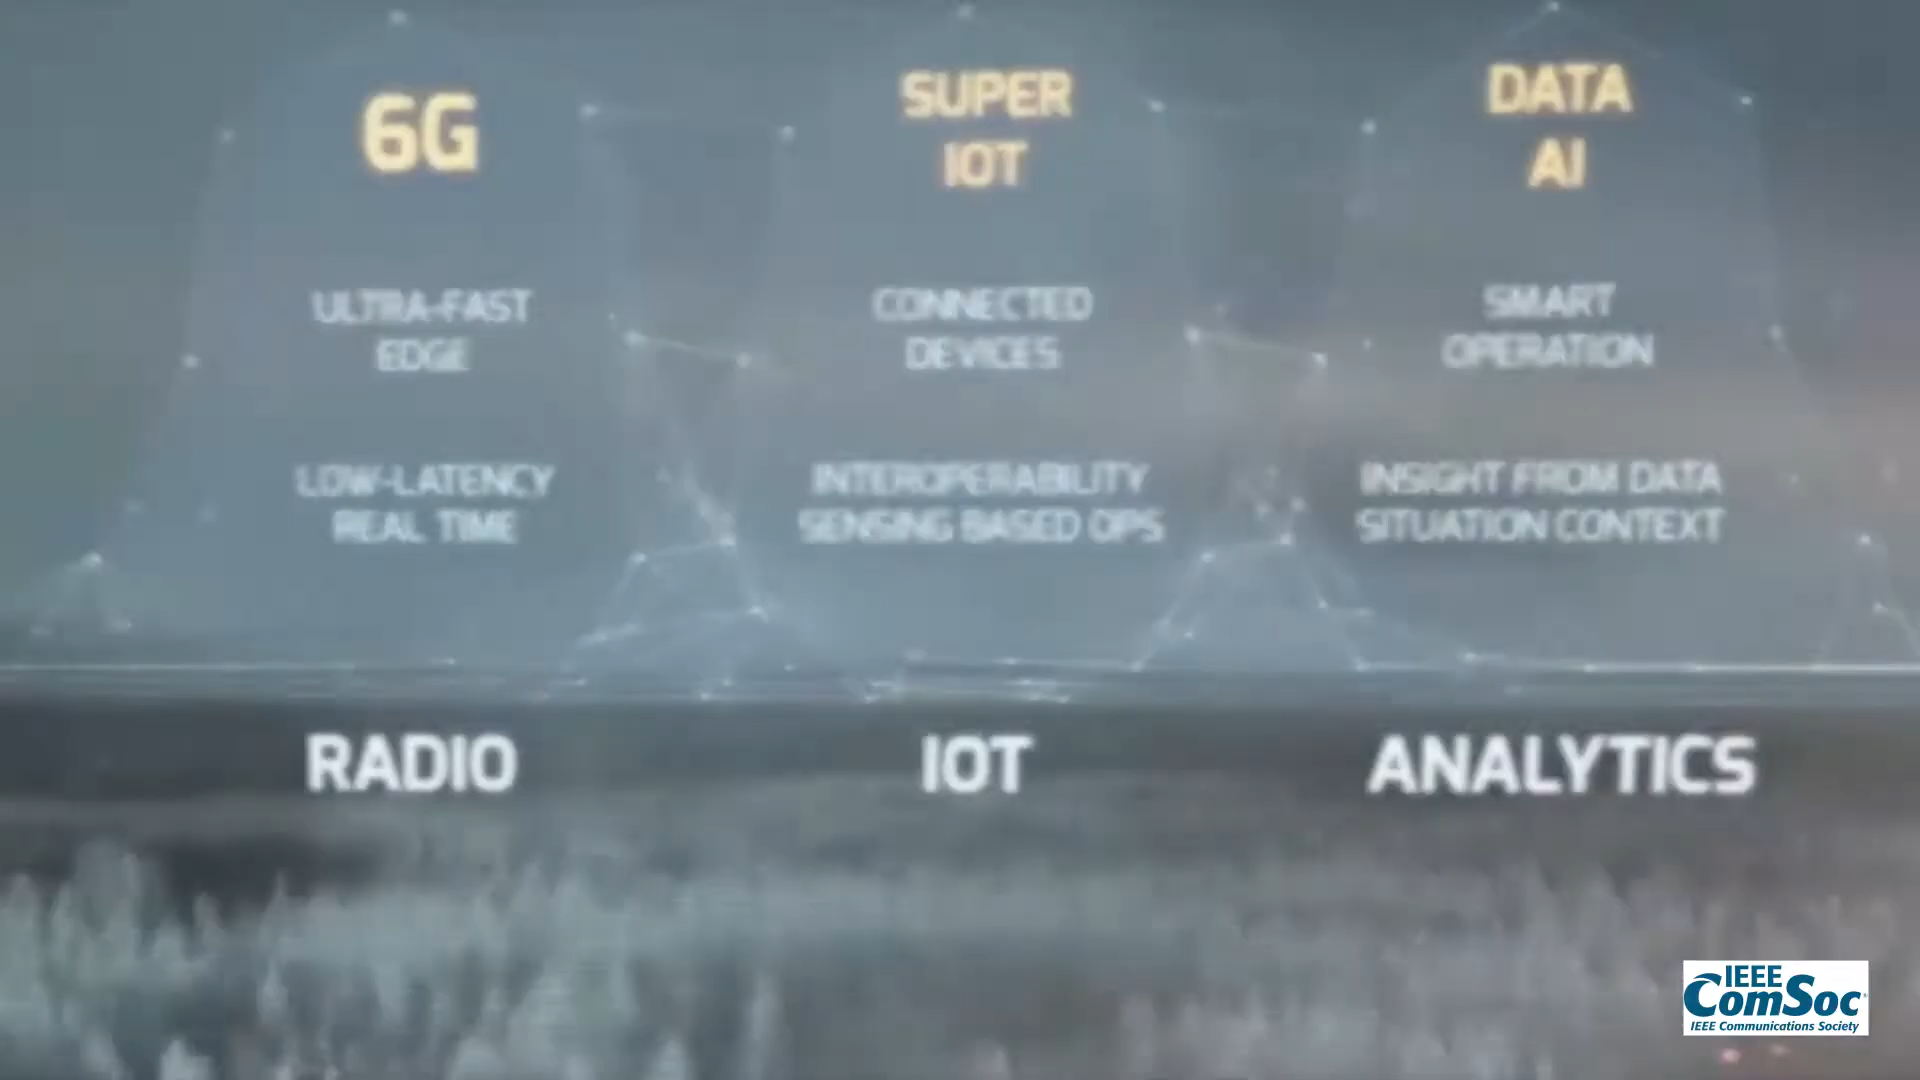 6G
ULTRA-FAST
EDGE
LOW-LATENCY
REAL TIME
RADIO
SUPER
IOT
CONNECTED
DEVICES
INTEROPERABILITY
SENSING BASED OPS
IOT
DATA
AI
SMART
OPERATION
INSIGHT FROM DATA
SITUATION CONTEXT
ANALYTICS
IEEE
ComSoc
IEEE Communications Society